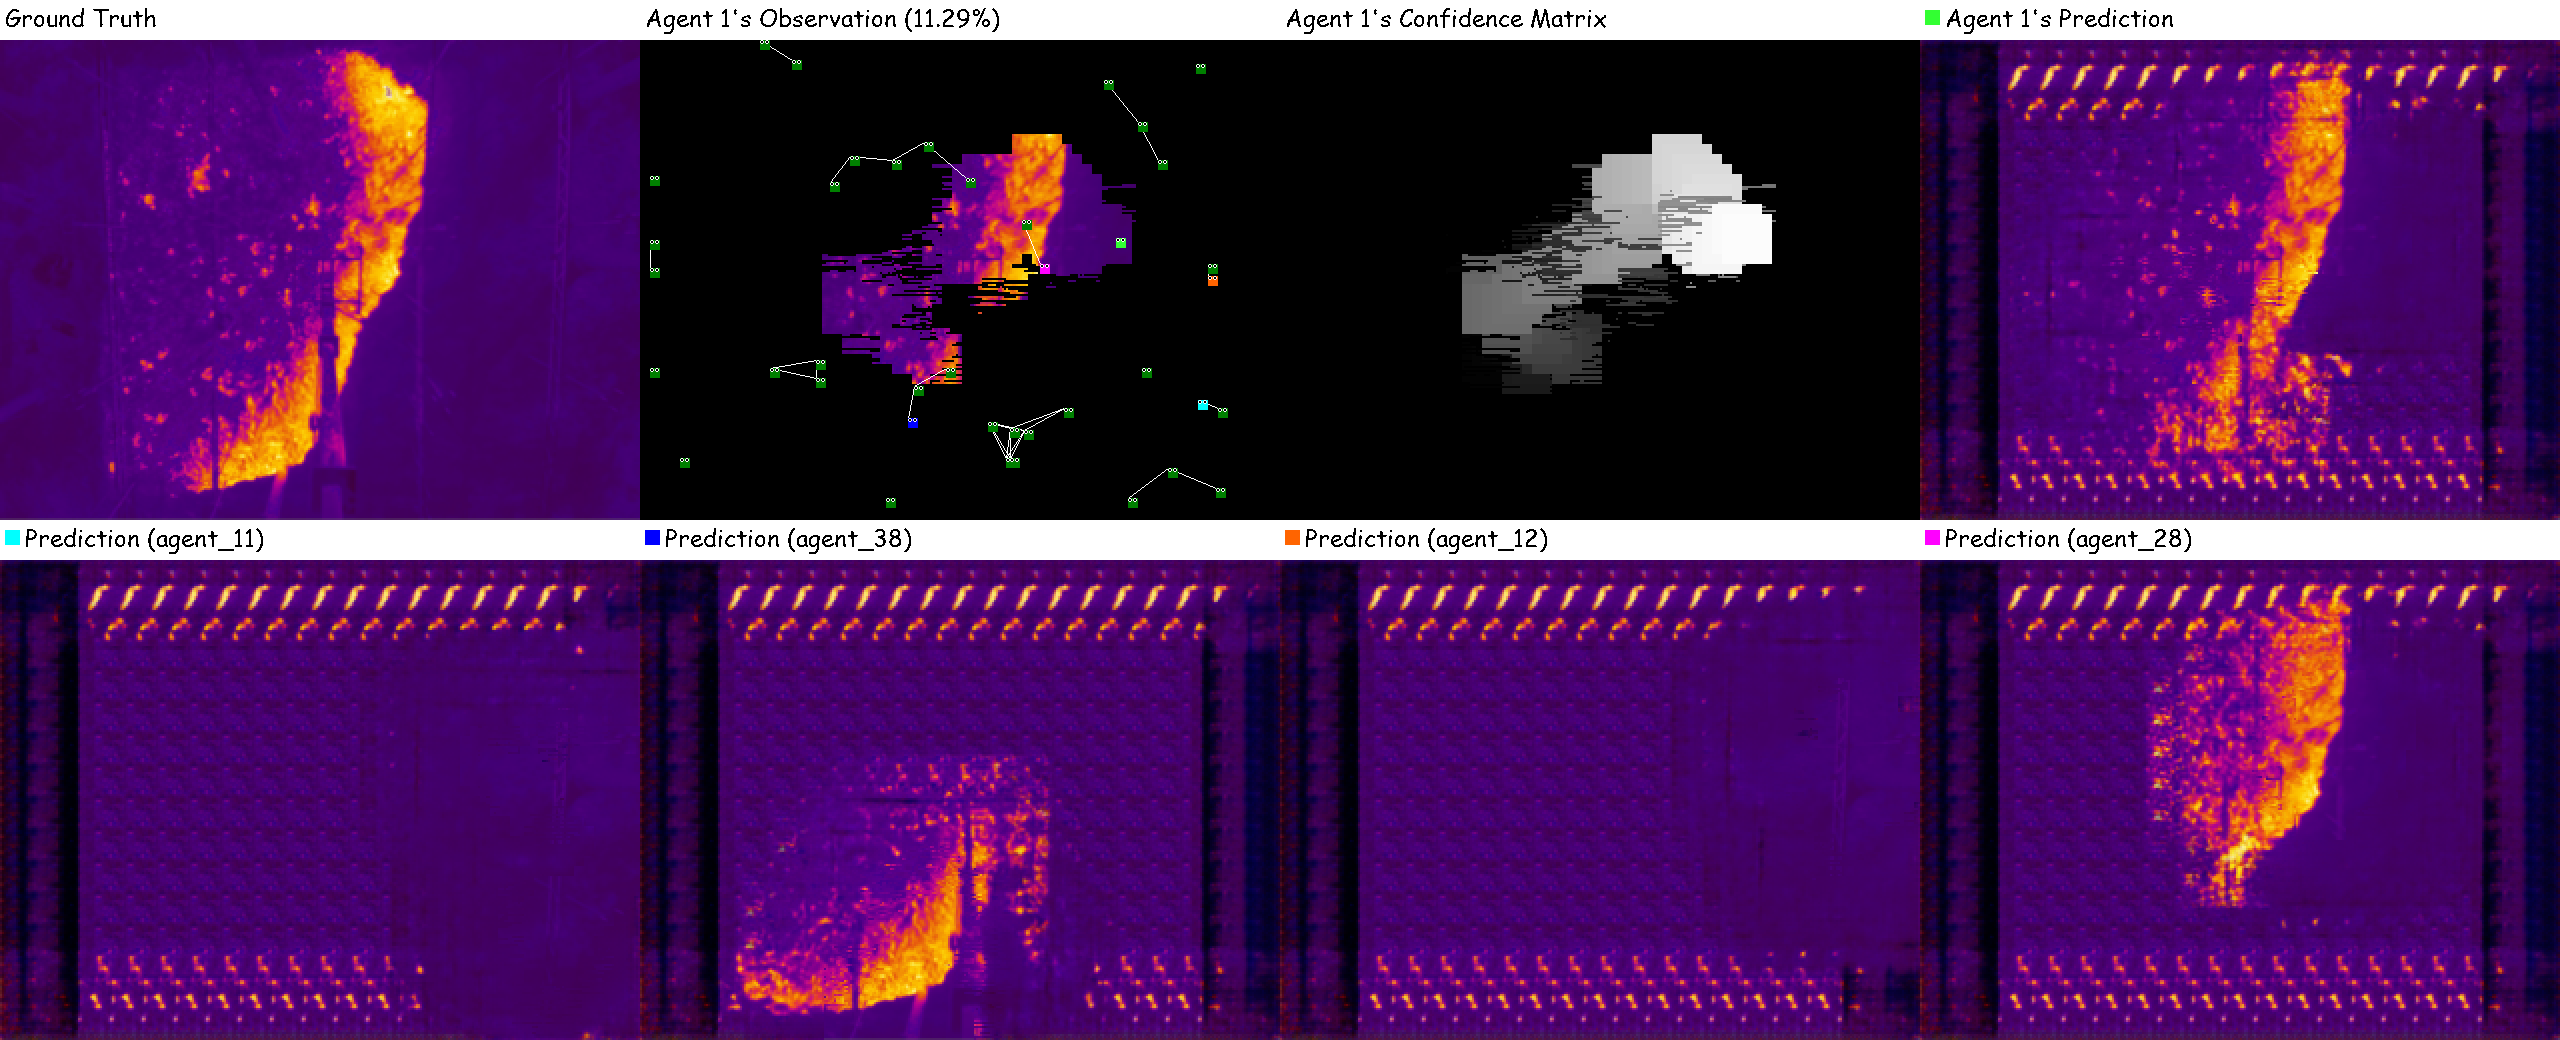 Ground Truth
Agent 1's Observation (11.29%)
Agent 1's Confidence Matrix
Agent 1's Prediction
Prediction (agent_11)
Prediction (agent_38)
Prediction (agent_12)
Prediction (agent_28)